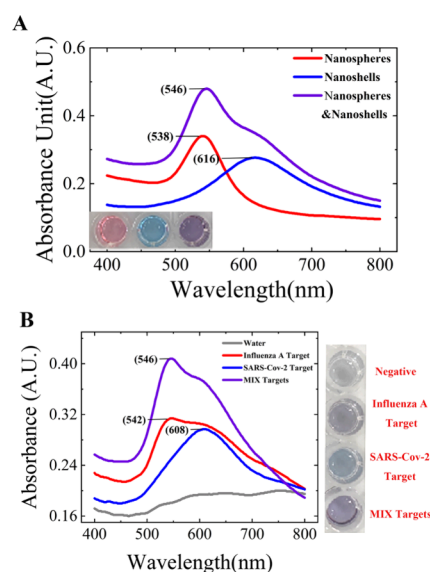 A
Absorbance Unit(A.U.)
0.6
0.4
0.2
0.0
(546)
(538)
(616)
Nanospheres
Nanoshells
Nanospheres
&Nanoshells
400 500 600 700 800
Wavelength(nm)
B
Absorbance (A.U.)
0.40
0.32
0.24
0.16
(546)
(542)
(608)
Water
Influenza A Target
SARS-Cov-2 Target
MIX Targets
400 500 600 700 800
Wavelength(nm)
Negative
Influenza A
Target
SARS-Cov-2
Target
MIX Targets